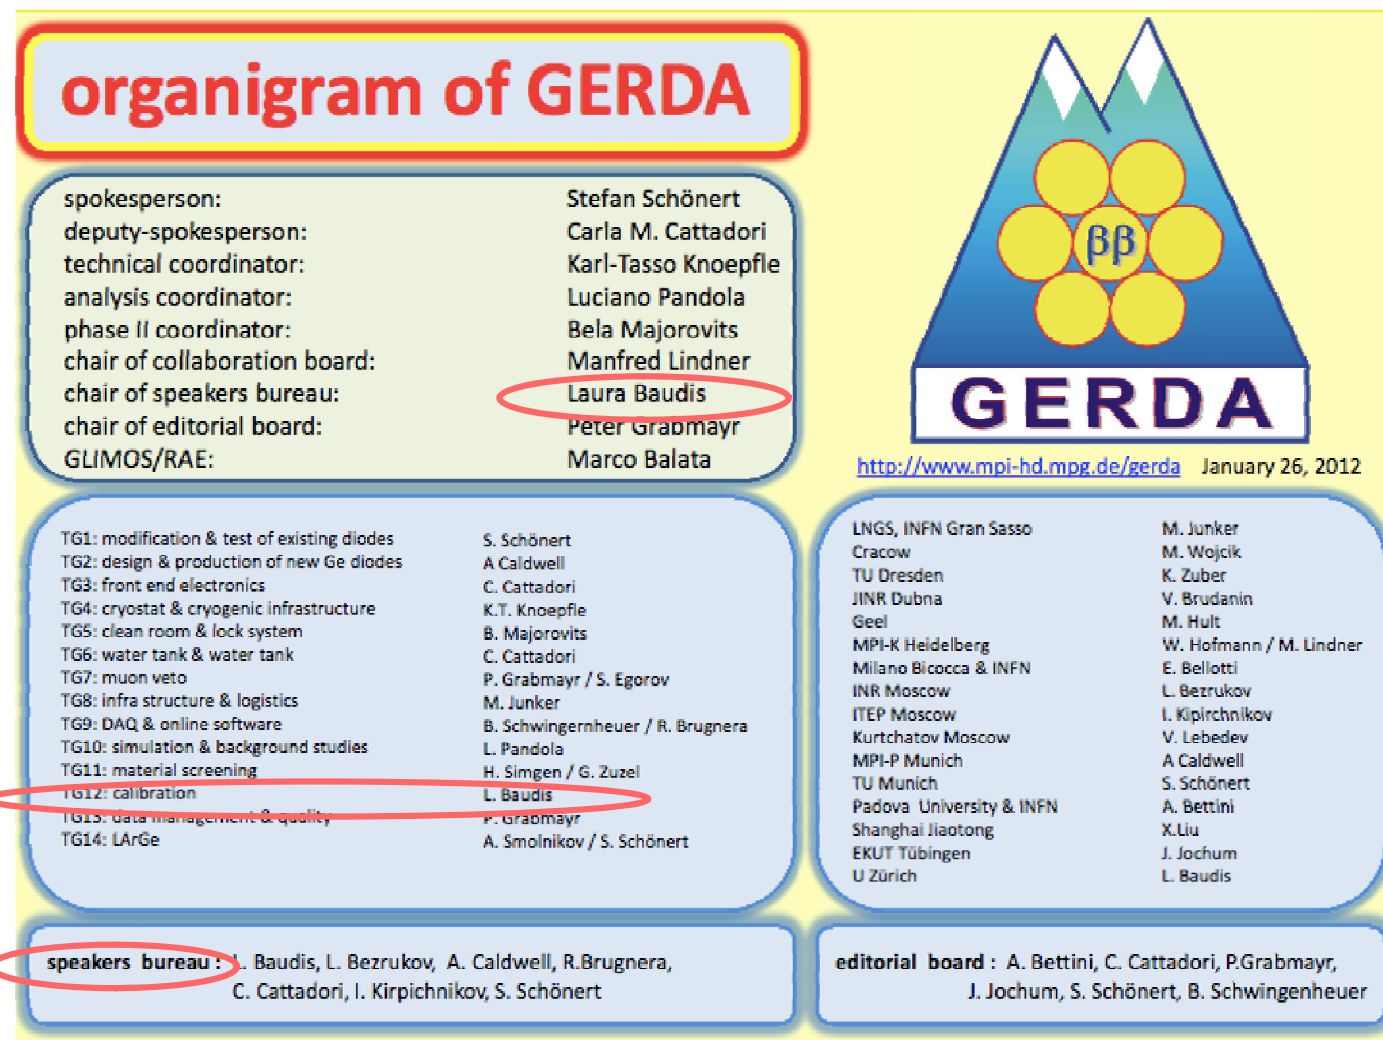 organigram of GERDA
spokesperson: Stefan Schönert
deputy-spokesperson: Carla M. Cattadori
technical coordinator: Karl-Tasso Knoepfle
analysis coordinator: Luciano Pandola
phase II coordinator: Bela Majorovits
chair of collaboration board: Manfred Lindner
chair of speakers bureau: Laura Baudis
chair of editorial board: Peter Grabmayr
GLIMOS/RAE: Marco Balata
ββ
GERDA
http://www.mpi-hd.mpg.de/gerda January 26, 2012
TG1: modification & test of existing diodes S. Schönert
TG2: design & production of new Ge diodes A Caldwell
TG3: front end electronics C. Cattadori
TG4: cryostat & cryogenic infrastructure K.T. Knoepfle
TG5: clean room & lock system B. Majorovits
TG6: water tank & water tank C. Cattadori
TG7: muon veto P. Grabmayr / S. Egorov
TG8: infra structure & logistics M. Junker
TG9: DAQ & online software B. Schwingernheuer / R. Brugnera
TG10: simulation & background studies L. Pandola
TG11: material screening H. Simgen / G. Zuzel
TG12: calibration L. Baudis
TG13: data management & quality P. Grabmayr
TG14: LArGe A. Smolnikov / S. Schönert
LNGS, INFN Gran Sasso M. Junker
Cracow M. Wojcik
TU Dresden K. Zuber
JINR Dubna V. Brudanin
Geel M. Hult
MPI-K Heidelberg W. Hofmann / M. Lindner
Milano Bicocca & INFN E. Bellotti
INR Moscow L. Bezrukov
ITEP Moscow I. Kipirchnikov
Kurtchatov Moscow V. Lebedev
MPI-P Munich A Caldwell
TU Munich S. Schönert
Padova University & INFN A. Bettini
Shanghai Jiaotong X.Liu
EKUT Tübingen J. Jochum
U Zürich L. Baudis
speakers bureau : L. Baudis, L. Bezrukov, A. Caldwell, R.Brugnera,
C. Cattadori, I. Kirpichnikov, S. Schönert
editorial board : A. Bettini, C. Cattadori, P.Grabmayr,
J. Jochum, S. Schönert, B. Schwingenheuer